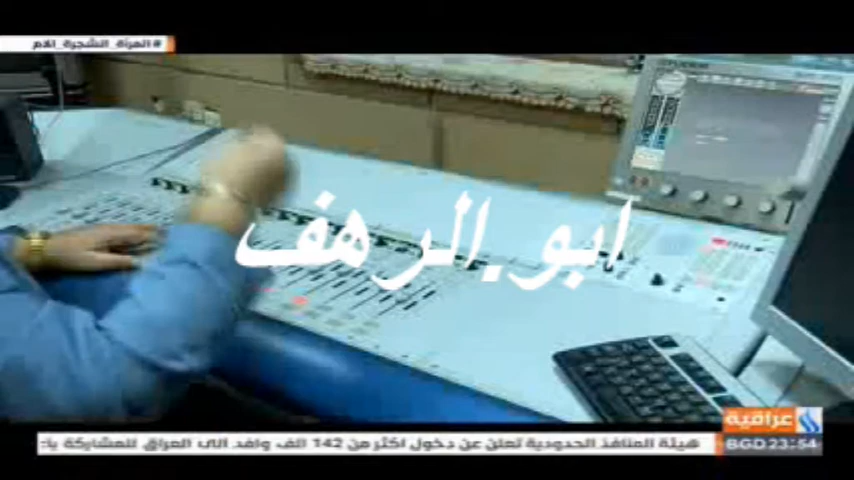 #المرأة_الشجرة_الام
ابو.الرهف
عراقية
هيئة المنافذ الحدودية تعلن عن دخول اكثر من 142 الف وافد الى العراق للمشاركة با
BGD 23:54